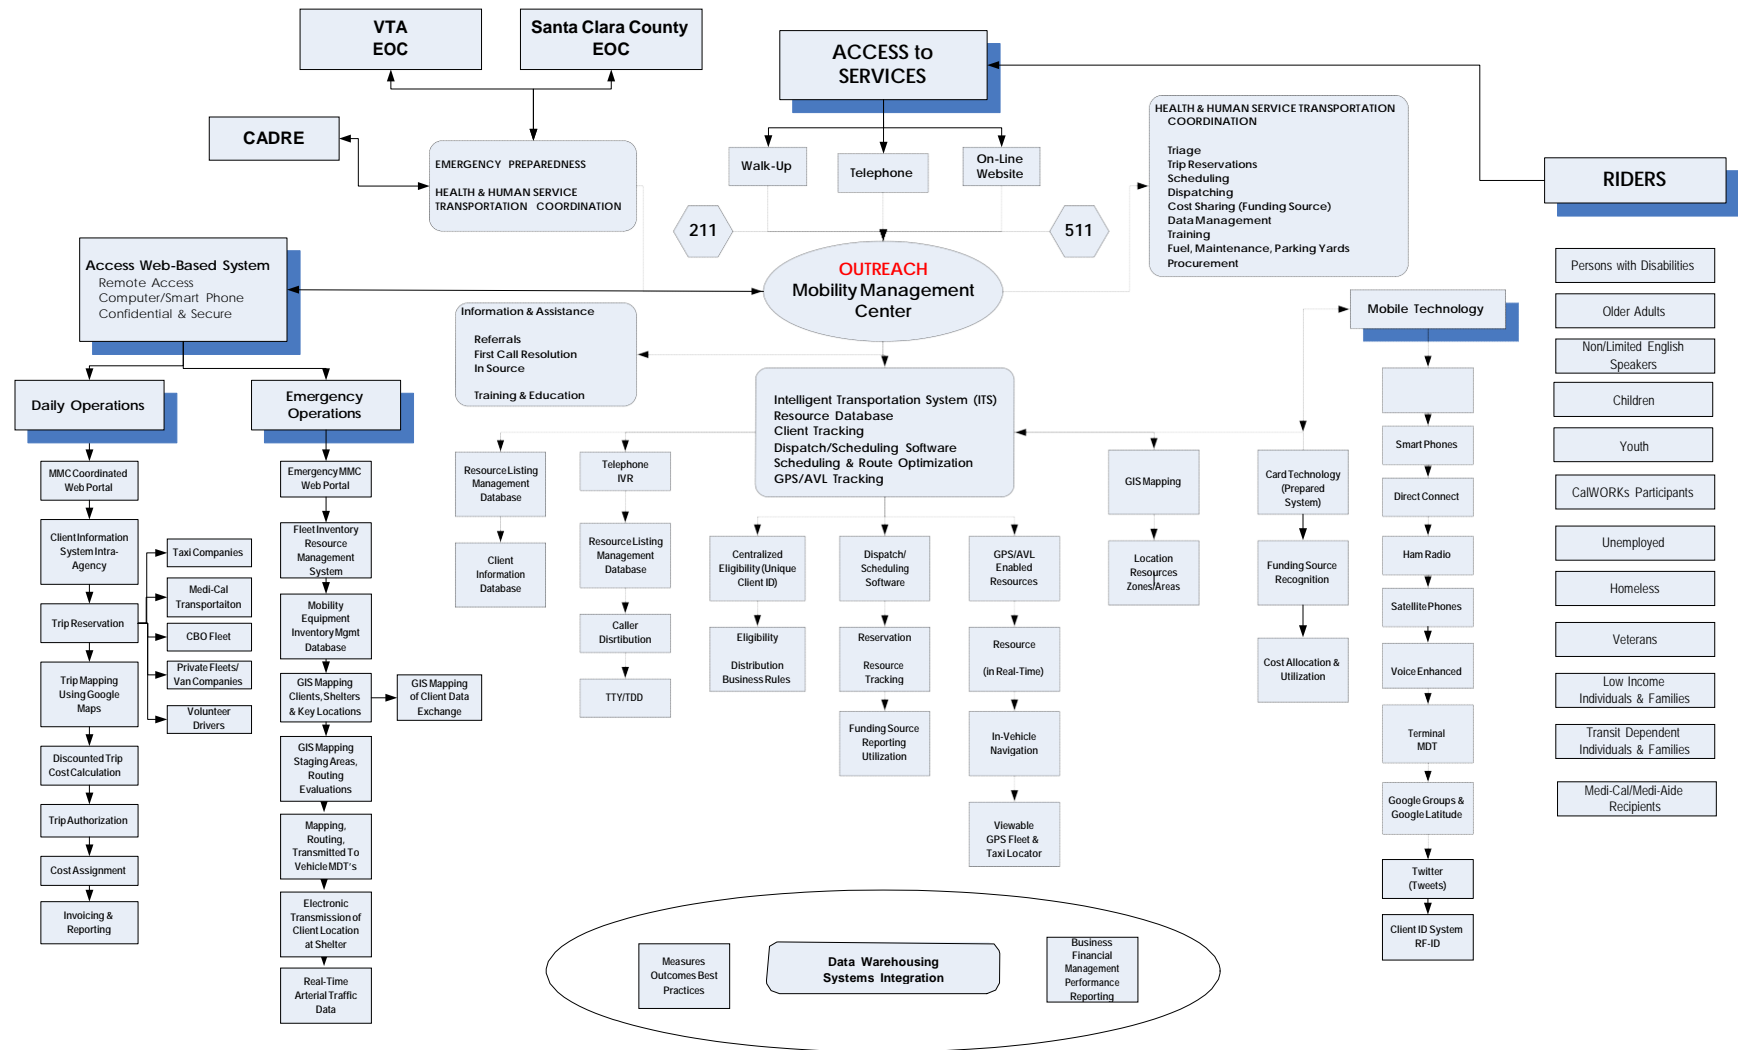 VTA
EOC
Santa Clara County
EOC
ACCESS to
SERVICES
CADRE
EMERGENCY PREPAREDNESS
HEALTH & HUMAN SERVICE
TRANSPORTATION COORDINATION
Walk-Up
Telephone
On-Line
Website
HEALTH & HUMAN SERVICE TRANSPORTATION
COORDINATION
Triage
Trip Reservations
Scheduling
Dispatching
Cost Sharing (Funding Source)
Data Management
Training
Fuel, Maintenance, Parking Yards
Procurement
RIDERS
211
511
OUTREACH
Mobility Management
Center
Access Web-Based System
Remote Access
Computer/Smart Phone
Confidential & Secure
Information & Assistance
Referrals
First Call Resolution
In Source
Training & Education
Mobile Technology
Intelligent Transportation System (ITS)
Resource Database
Client Tracking
Dispatch/Scheduling Software
Scheduling & Route Optimization
GPS/AVL Tracking
Daily Operations
Emergency
Operations
MMC Coordinated
Web Portal
Client Information
System Intra-
Agency
Trip Reservation
Trip Mapping
Using Google
Maps
Discounted Trip
Cost Calculation
Trip Authorization
Cost Assignment
Invoicing &
Reporting
Taxi Companies
Medi-Cal
Transportaiton
CBO Fleet
Private Fleets/
Van Companies
Volunteer
Drivers
Emergency MMC
Web Portal
Fleet Inventory
Resource
Management
System
Mobility
Equipment
Inventory Mgmt
Database
GIS Mapping
Clients, Shelters
& Key Locations
GIS Mapping
of Client Data
Exchange
GIS Mapping
Staging Areas,
Routing
Evaluations
Mapping,
Routing,
Transmitted To
Vehicle MDT's
Electronic
Transmission of
Client Location
at Shelter
Real-Time
Arterial Traffic
Data
Resource Listing
Management
Database
Client
Information
Database
Telephone
IVR
Resource Listing
Management
Database
Caller
Disrtibution
TTY/TDD
Centralized
Eligibility (Unique
Client ID)
Eligibility
Distribution
Business Rules
Dispatch/
Scheduling
Software
Reservation
Resource
Tracking
Funding Source
Reporting
Utilization
GPS/AVL
Enabled
Resources
Resource
(in Real-Time)
In-Vehicle
Navigation
Viewable
GPS Fleet &
Taxi Locator
GIS Mapping
Location
Resources
Zones/Areas
Card Technology
(Prepared
System)
Funding Source
Recognition
Cost Allocation &
Utilization
Smart Phones
Direct Connect
Ham Radio
Satellite Phones
Voice Enhanced
Terminal
MDT
Google Groups &
Google Latitude
Twitter
(Tweets)
Client ID System
RF-ID
Persons with Disabilities
Older Adults
Non/Limited English
Speakers
Children
Youth
CalWORKs Participants
Unemployed
Homeless
Veterans
Low Income
Individuals & Families
Transit Dependent
Individuals & Families
Medi-Cal/Medi-Aide
Recipients
Measures
Outcomes Best
Practices
Data Warehousing
Systems Integration
Business
Financial
Management
Performance
Reporting